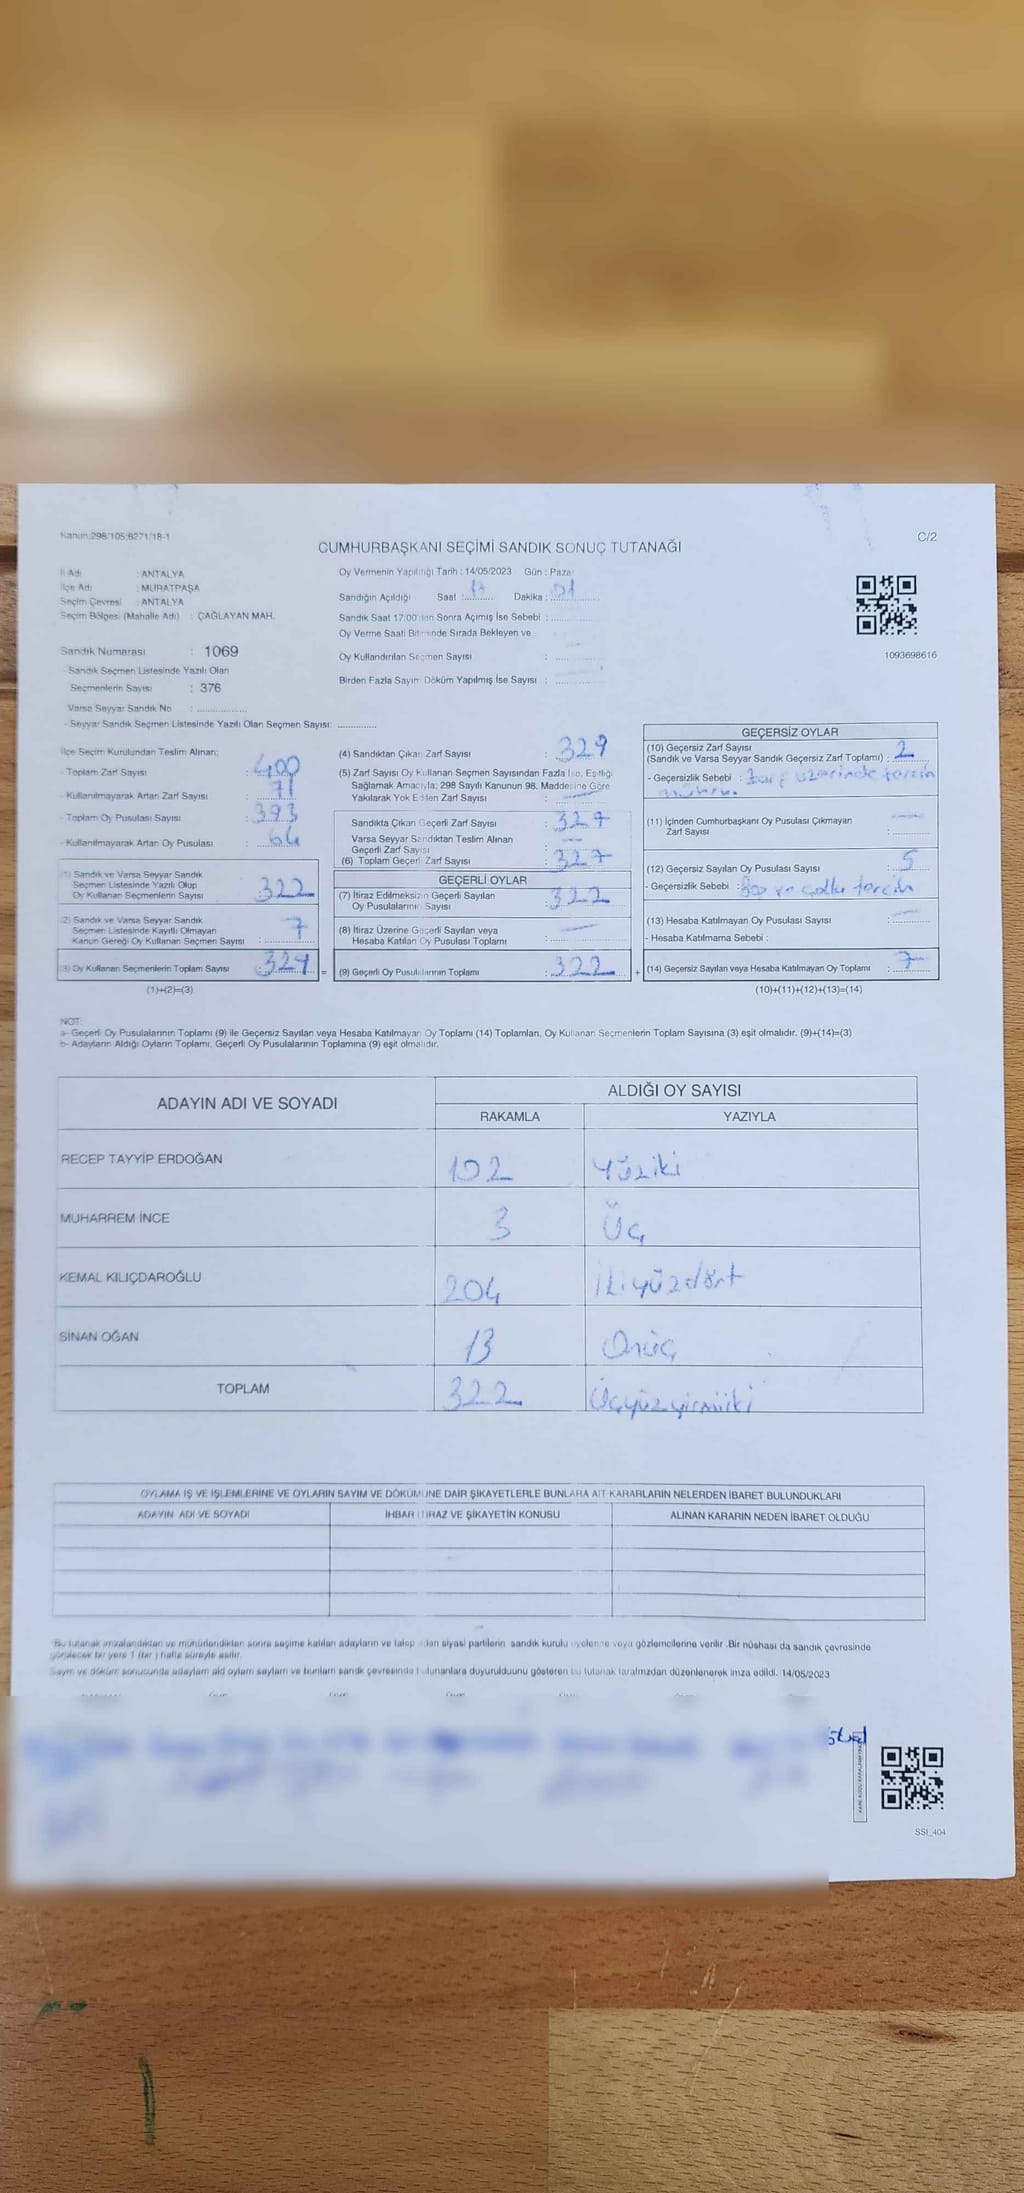 Kanun:298/105;6271/18-1
C/2
CUMHURBAŞKANI SEÇİMİ SANDIK SONUÇ TUTANAĞI
İl Adı : ANTALYA
İlçe Adı : MURATPAŞA
Seçim Çevresi : ANTALYA
Seçim Bölgesi (Mahalle Adı) : ÇAĞLAYAN MAH.
Sandık Numarası : 1069
- Sandık Seçmen Listesinde Yazılı Olan
Seçmenlerin Sayısı : 376
Varsa Seyyar Sandık No :
- Seyyar Sandık Seçmen Listesinde Yazılı Olan Seçmen Sayısı:
Oy Vermenin Yapıldığı Tarih : 14/05/2023 Gün : Pazar
Sandığın Açıldığı Saat : 17 Dakika : 01
Sandık Saat 17:00'den Sonra Açımış İse Sebebi :
Oy Verme Saati Bitiminde Sırada Bekleyen ve
Oy Kullandırılan Seçmen Sayısı :
Birden Fazla Sayım Döküm Yapılmış İse Sayısı :
1093698616
İlçe Seçim Kurulundan Teslim Alınan;
- Toplam Zarf Sayısı : 400
- Kullanılmayarak Artan Zarf Sayısı : 71
- Toplam Oy Pusulası Sayısı : 393
- Kullanılmayarak Artan Oy Pusulası : 64
(1) Sandık ve Varsa Seyyar Sandık
Seçmen Listesinde Yazılı Olup
Oy Kullanan Seçmenlerin Sayısı : 322
(2) Sandık ve Varsa Seyyar Sandık
Seçmen Listesinde Kayıtlı Olmayan
Kanun Gereği Oy Kullanan Seçmen Sayısı : 7
(3) Oy Kullanan Seçmenlerin Toplam Sayısı : 329 =
(1)+(2)=(3)
(4) Sandıktan Çıkan Zarf Sayısı : 329
(5) Zarf Sayısı Oy Kullanan Seçmen Sayısından Fazla İse, Eşitliği
Sağlamak Amacıyla; 298 Sayılı Kanunun 98. Maddesine Göre
Yakılarak Yok Edilen Zarf Sayısı : —
Sandıkta Çıkan Geçerli Zarf Sayısı : 327
Varsa Seyyar Sandıktan Teslim Alınan
Geçerli Zarf Sayısı : —
(6) Toplam Geçerli Zarf Sayısı : 327
GEÇERLİ OYLAR
(7) İtiraz Edilmeksizin Geçerli Sayılan
Oy Pusulalarının Sayısı : 322
(8) İtiraz Üzerine Geçerli Sayılan veya
Hesaba Katılan Oy Pusulası Toplamı : —
(9) Geçerli Oy Pusulalarının Toplamı : 322 +
GEÇERSİZ OYLAR
(10) Geçersiz Zarf Sayısı
(Sandık ve Varsa Seyyar Sandık Geçersiz Zarf Toplamı) : 2
- Geçersizlik Sebebi : Zarf üzerinde tercih
mührü.
(11) İçinden Cumhurbaşkanı Oy Pusulası Çıkmayan
Zarf Sayısı : —
(12) Geçersiz Sayılan Oy Pusulası Sayısı : 5
- Geçersizlik Sebebi : Boş ve çoklu tercih
(13) Hesaba Katılmayan Oy Pusulası Sayısı : —
- Hesaba Katılmama Sebebi :
(14) Geçersiz Sayılan veya Hesaba Katılmayan Oy Toplamı : 7
(10)+(11)+(12)+(13)=(14)
NOT:
a- Geçerli Oy Pusulalarının Toplamı (9) ile Geçersiz Sayılan veya Hesaba Katılmayan Oy Toplamı (14) Toplamları, Oy Kullanan Seçmenlerin Toplam Sayısına (3) eşit olmalıdır. (9)+(14)=(3)
b- Adayların Aldığı Oyların Toplamı, Geçerli Oy Pusulalarının Toplamına (9) eşit olmalıdır.
ADAYIN ADI VE SOYADI ALDIĞI OY SAYISI
RAKAMLA YAZIYLA
RECEP TAYYİP ERDOĞAN 102 Yüziki
MUHARREM İNCE 3 Üç
KEMAL KILIÇDAROĞLU 204 İkiyüzdört
SİNAN OĞAN 13 Onüç
TOPLAM 322 Üçyüzyirmiiki
OYLAMA İŞ VE İŞLEMLERİNE VE OYLARIN SAYIM VE DÖKÜMÜNE DAİR ŞİKAYETLERLE BUNLARA AİT KARARLARIN NELERDEN İBARET BULUNDUKLARI
ADAYIN ADI VE SOYADI İHBAR İTİRAZ VE ŞİKAYETİN KONUSU ALINAN KARARIN NEDEN İBARET OLDUĞU
Bu tutanak imzalandıktan ve mühürlendikten sonra seçime katılan adayların ve talep eden siyasi partilerin sandık kurulu üyelerine veya gözlemcilerine verilir .Bir nüshası da sandık çevresinde
görülecek bir yere 1 (bir ) hafta süreyle asılır.
Sayım ve döküm sonucunda adayların aldı oyların sayların ve bunların sandık çevresinde bulunanlara duyurulduunu gösteren bu tutanak tarafmzdan düzenlenerek imza edildi. 14/05/2023
SSI_404